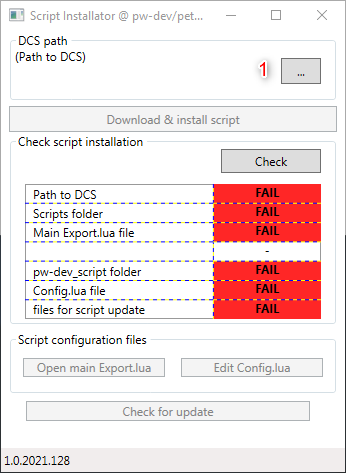 Script Installator @ pw-dev/pet...
DCS path
(Path to DCS)
1
...
Download & install script
Check script installation
Check
Path to DCS FAIL
Scripts folder FAIL
Main Export.lua file FAIL
-
pw-dev_script folder FAIL
Config.lua file FAIL
files for script update FAIL
Script configuration files
Open main Export.lua Edit Config.lua
Check for update
1.0.2021.128